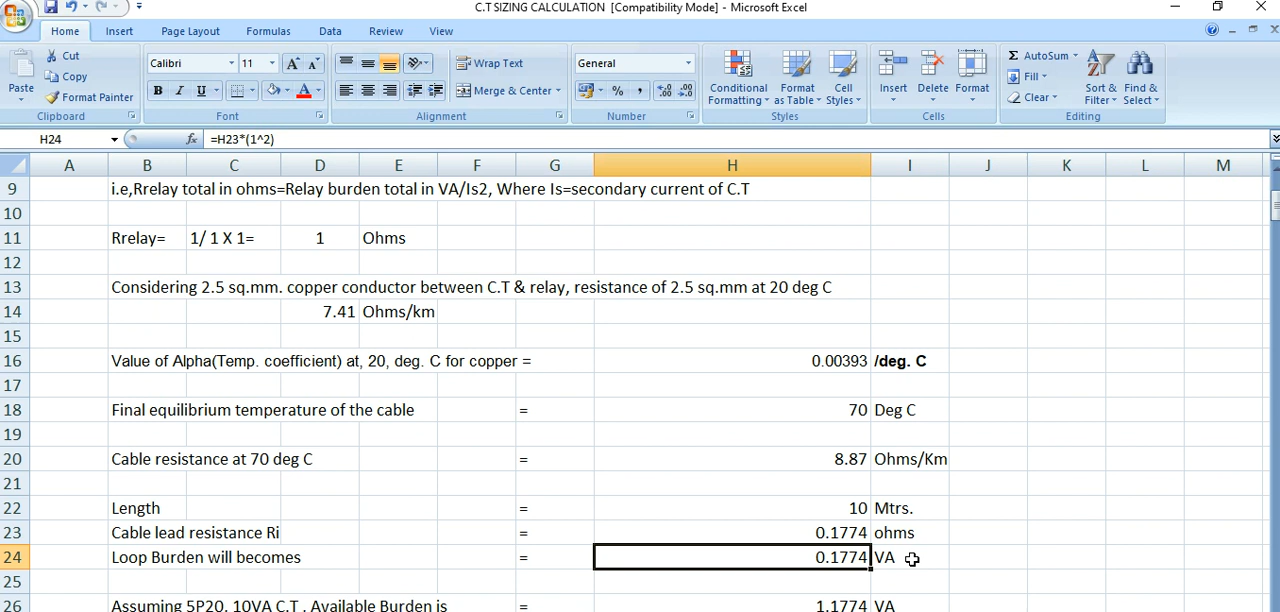 C.T SIZING CALCULATION [Compatibility Mode] - Microsoft Excel
Home Insert Page Layout Formulas Data Review View
Paste
Cut
Copy
Format Painter
Clipboard
Calibri 11
B I U A
Font
Wrap Text
Merge & Center
Alignment
General
% ,
Number
Conditional Formatting
Format as Table
Cell Styles
Styles
Insert Delete Format
Cells
Σ AutoSum
Fill
Clear
Sort & Filter
Find & Select
Editing
H24 fx =H23*(1^2)
A B C D E F G H I J K L M
9 i.e,Rrelay total in ohms=Relay burden total in VA/Is2, Where Is=secondary current of C.T
10
11 Rrelay= 1/ 1 X 1= 1 Ohms
12
13 Considering 2.5 sq.mm. copper conductor between C.T & relay, resistance of 2.5 sq.mm at 20 deg C
14 7.41 Ohms/km
15
16 Value of Alpha(Temp. coefficient) at, 20, deg. C for copper = 0.00393 /deg. C
17
18 Final equilibrium temperature of the cable = 70 Deg C
19
20 Cable resistance at 70 deg C = 8.87 Ohms/Km
21
22 Length = 10 Mtrs.
23 Cable lead resistance Ri = 0.1774 ohms
24 Loop Burden will becomes = 0.1774 VA
25
26 Assuming 5P20, 10VA C.T , Available Burden is = 1.1774 VA